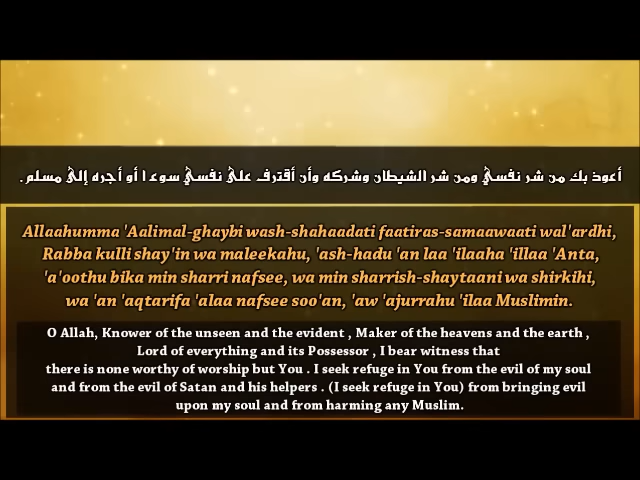 أعوذ بك من شر نفسي ومن شر الشيطان وشركه وأن أقترف على نفسي سوءا أو أجره إلى مسلم.
Allaahumma 'Aalimal-ghaybi wash-shahaadati faatiras-samaawaati wal'ardhi,
Rabba kulli shay'in wa maleekahu, 'ash-hadu 'an laa 'ilaaha 'illaa 'Anta,
'a'oothu bika min sharri nafsee, wa min sharrish-shaytaani wa shirkihi,
wa 'an 'aqtarifa 'alaa nafsee soo'an, 'aw 'ajurrahu 'ilaa Muslimin.
O Allah, Knower of the unseen and the evident , Maker of the heavens and the earth ,
Lord of everything and its Possessor , I bear witness that
there is none worthy of worship but You . I seek refuge in You from the evil of my soul
and from the evil of Satan and his helpers . (I seek refuge in You) from bringing evil
upon my soul and from harming any Muslim.